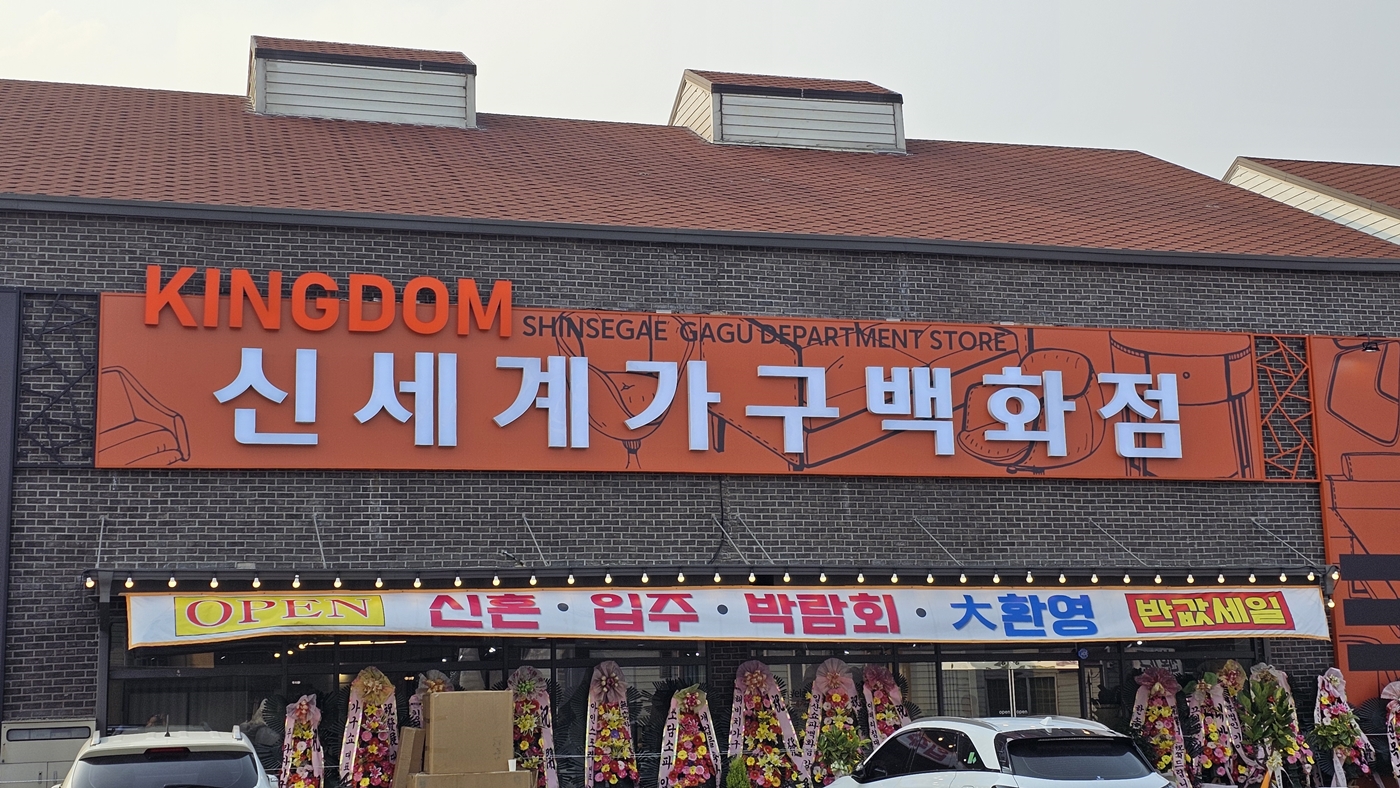 KINGDOM
SHINSEGAE GAGU DEPARTMENT STORE
신세계가구백화점
OPEN 신혼·입주·박람회·大환영 반값세일